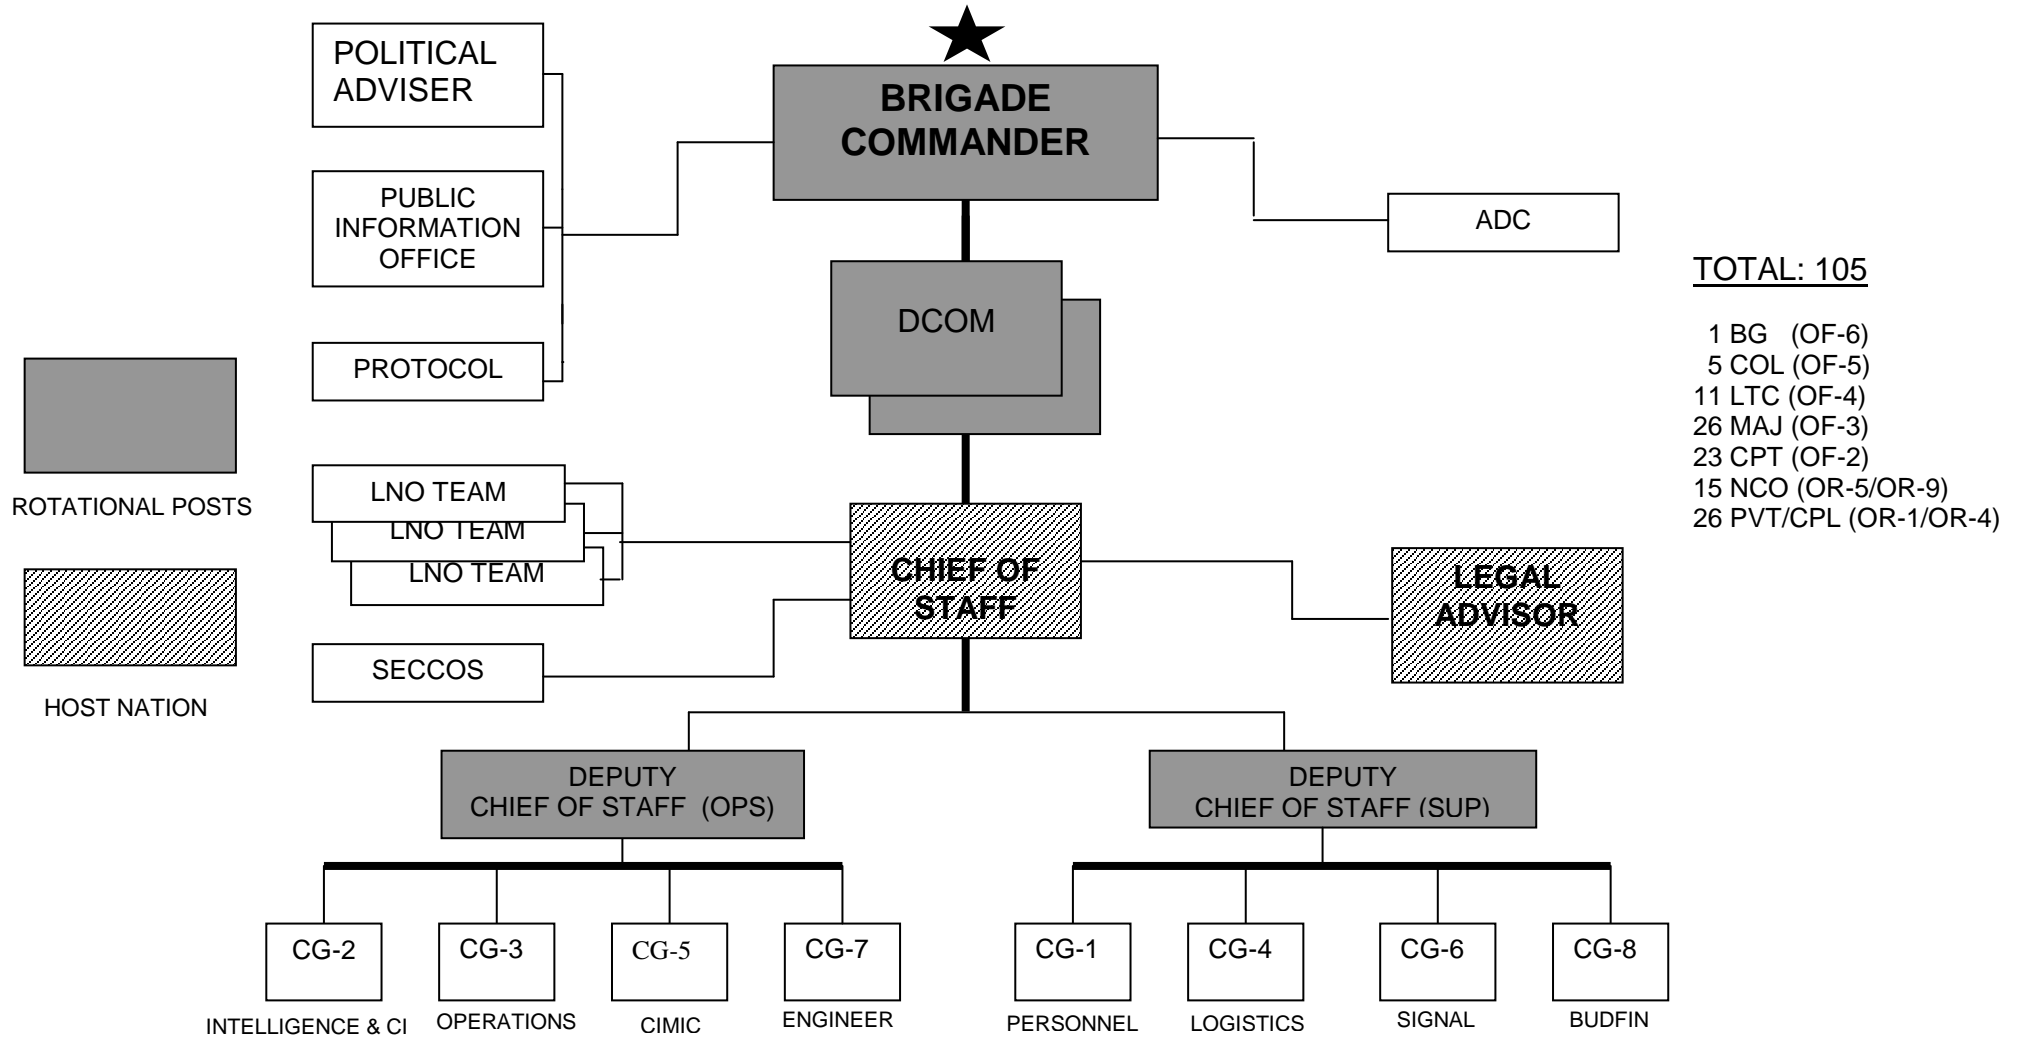 POLITICAL
ADVISER
BRIGADE
COMMANDER
PUBLIC
INFORMATION
OFFICE
ADC
PROTOCOL
DCOM
TOTAL: 105
1 BG (OF-6)
5 COL (OF-5)
11 LTC (OF-4)
26 MAJ (OF-3)
23 CPT (OF-2)
15 NCO (OR-5/OR-9)
26 PVT/CPL (OR-1/OR-4)
ROTATIONAL POSTS
HOST NATION
LNO TEAM
LNO TEAM
LNO TEAM
SECCOS
CHIEF OF
STAFF
LEGAL
ADVISOR
DEPUTY
CHIEF OF STAFF (OPS)
DEPUTY
CHIEF OF STAFF (SUP)
CG-2
INTELLIGENCE & CI
CG-3
OPERATIONS
CG-5
CIMIC
CG-7
ENGINEER
CG-1
PERSONNEL
CG-4
LOGISTICS
CG-6
SIGNAL
CG-8
BUDFIN